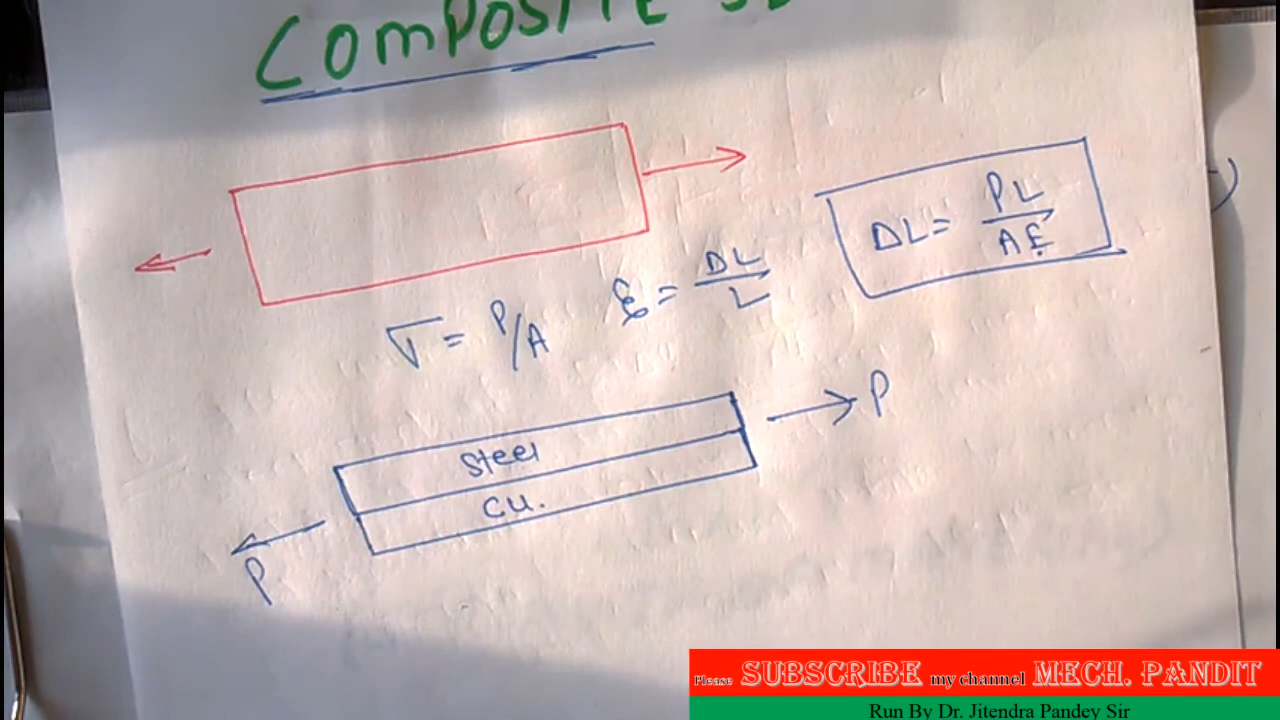 COMPOSITE
ΔL = PL/AE
σ = P/A
ε = ΔL/L
P
Steel
Cu.
P
Please SUBSCRIBE my channel MECH. PANDIT
Run By Dr. Jitendra Pandey Sir